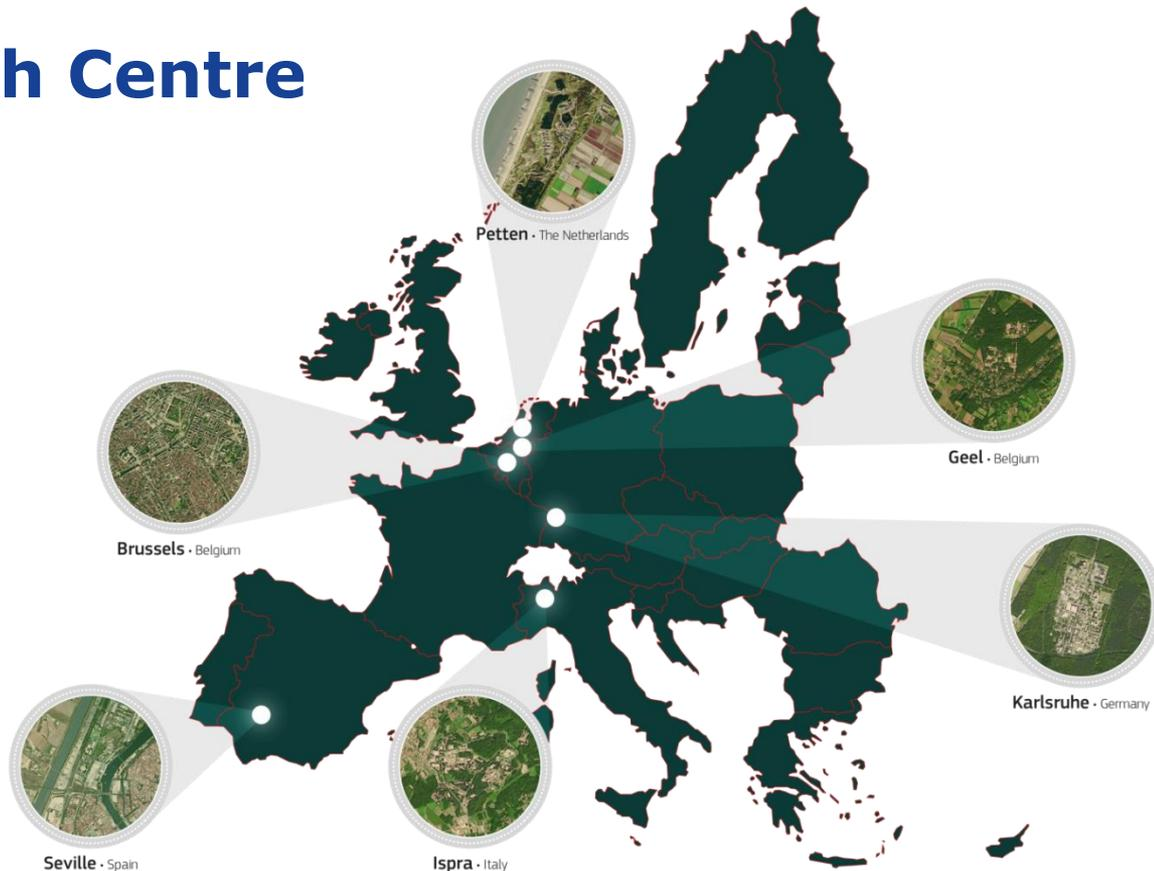 h Centre
Petten · The Netherlands
Geel · Belgium
Brussels · Belgium
Karlsruhe · Germany
Seville · Spain
Ispra · Italy